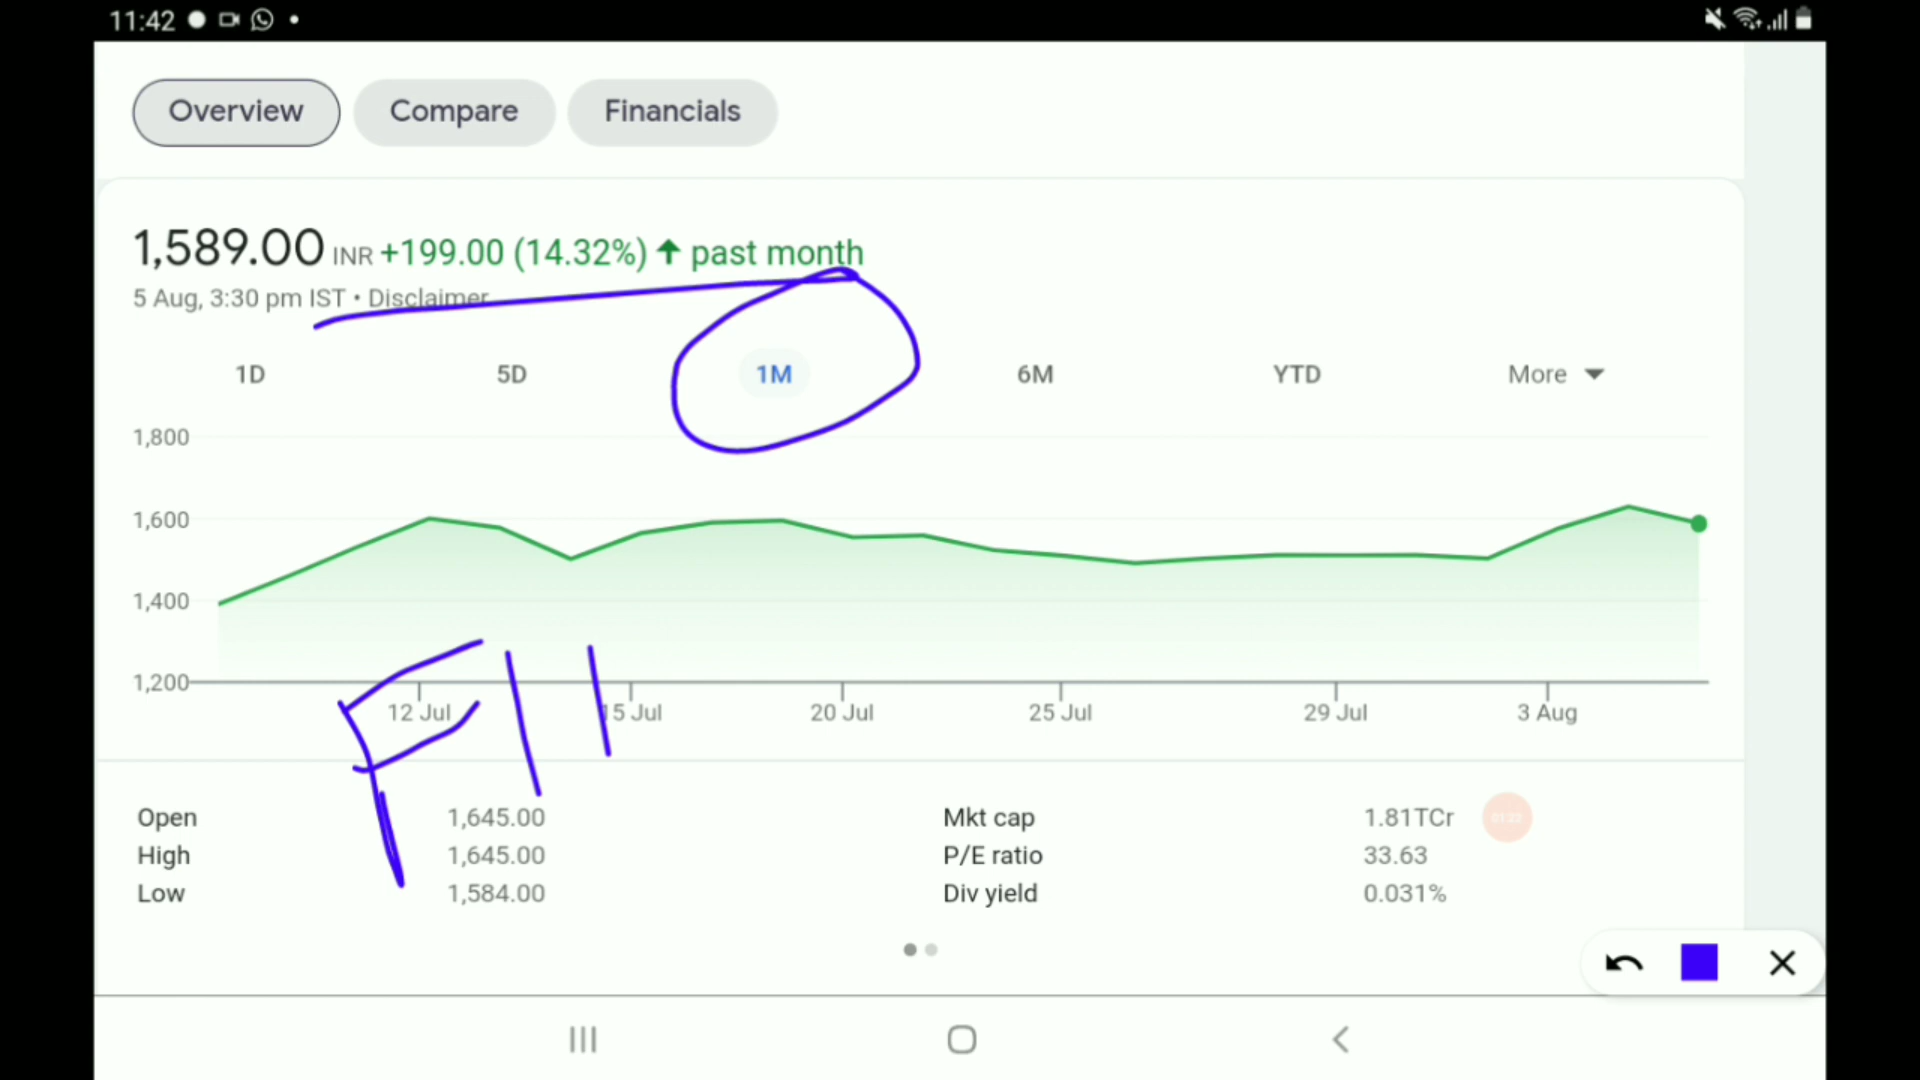 11:42
Overview Compare Financials
1,589.00 INR +199.00 (14.32%) ↑ past month
5 Aug, 3:30 pm IST • Disclaimer
1D 5D 1M 6M YTD More
1,800
1,600
1,400
1,200
12 Jul 15 Jul 20 Jul 25 Jul 29 Jul 3 Aug
FII
Open 1,645.00 Mkt cap 1.81TCr
High 1,645.00 P/E ratio 33.63
Low 1,584.00 Div yield 0.031%